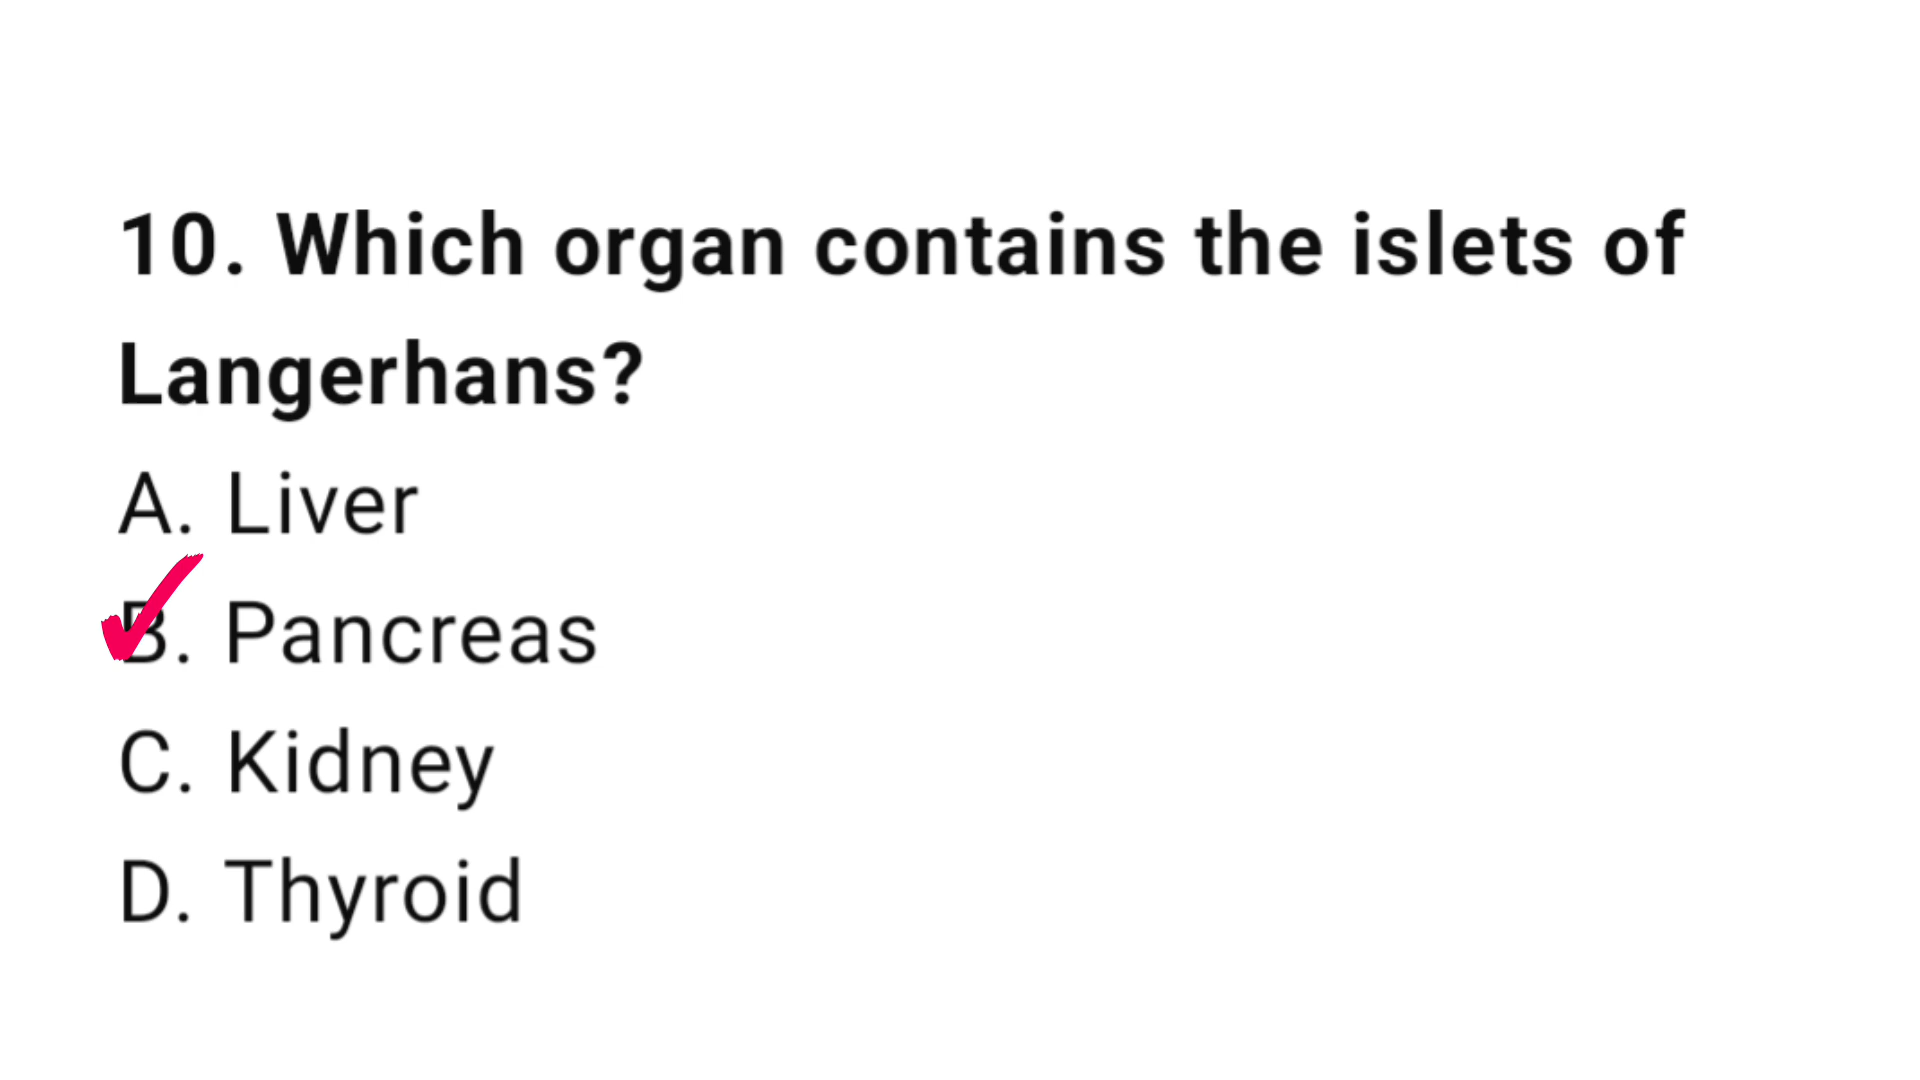 10. Which organ contains the islets of
Langerhans?
A. Liver
B. Pancreas
C. Kidney
D. Thyroid